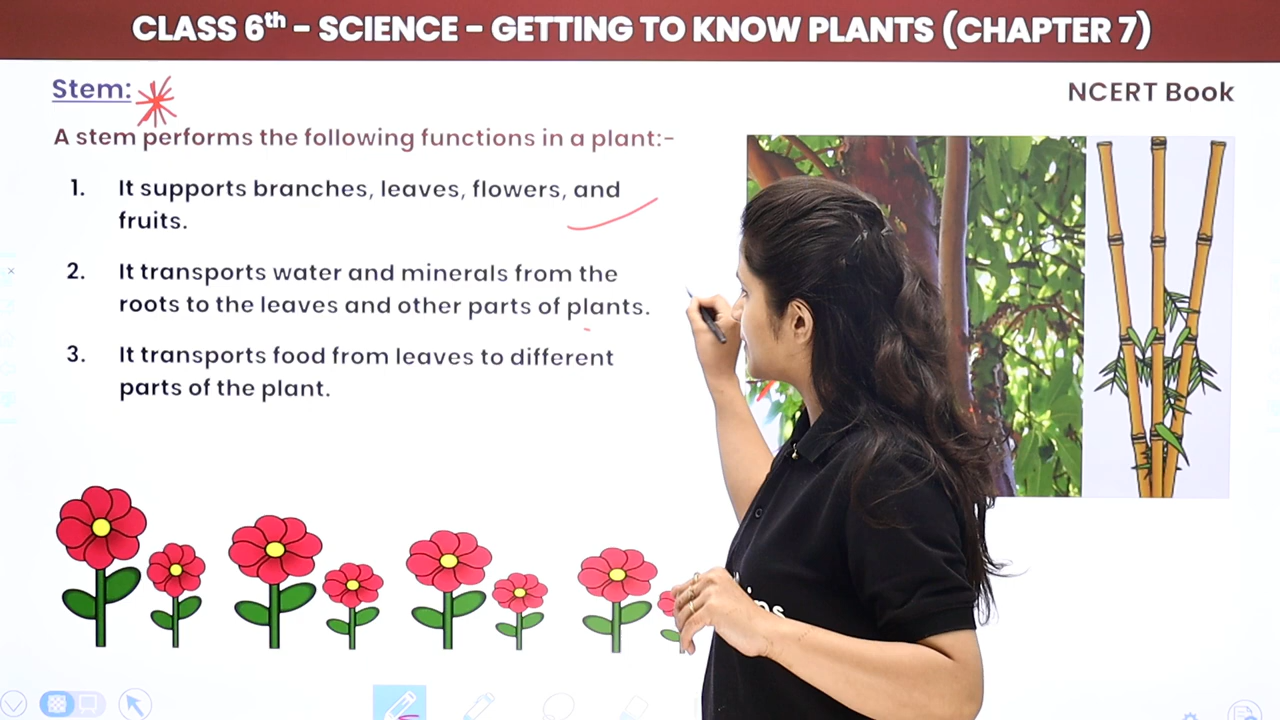 CLASS 6th - SCIENCE - GETTING TO KNOW PLANTS (CHAPTER 7)
Stem:
NCERT Book
A stem performs the following functions in a plant:-
1. It supports branches, leaves, flowers, and
fruits.
2. It transports water and minerals from the
roots to the leaves and other parts of plants.
3. It transports food from leaves to different
parts of the plant.